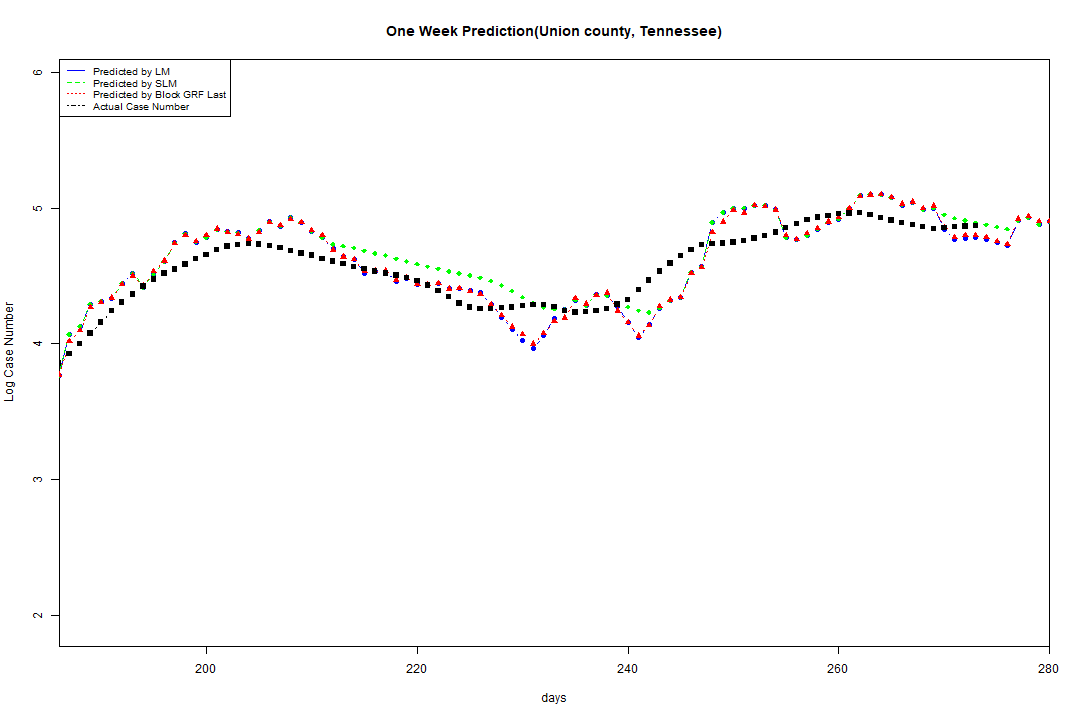 One Week Prediction(Union county, Tennessee)
Predicted by LM
Predicted by SLM
Predicted by Block GRF Last
Actual Case Number
6
5
4
3
2
Log Case Number
200
220
240
260
280
days